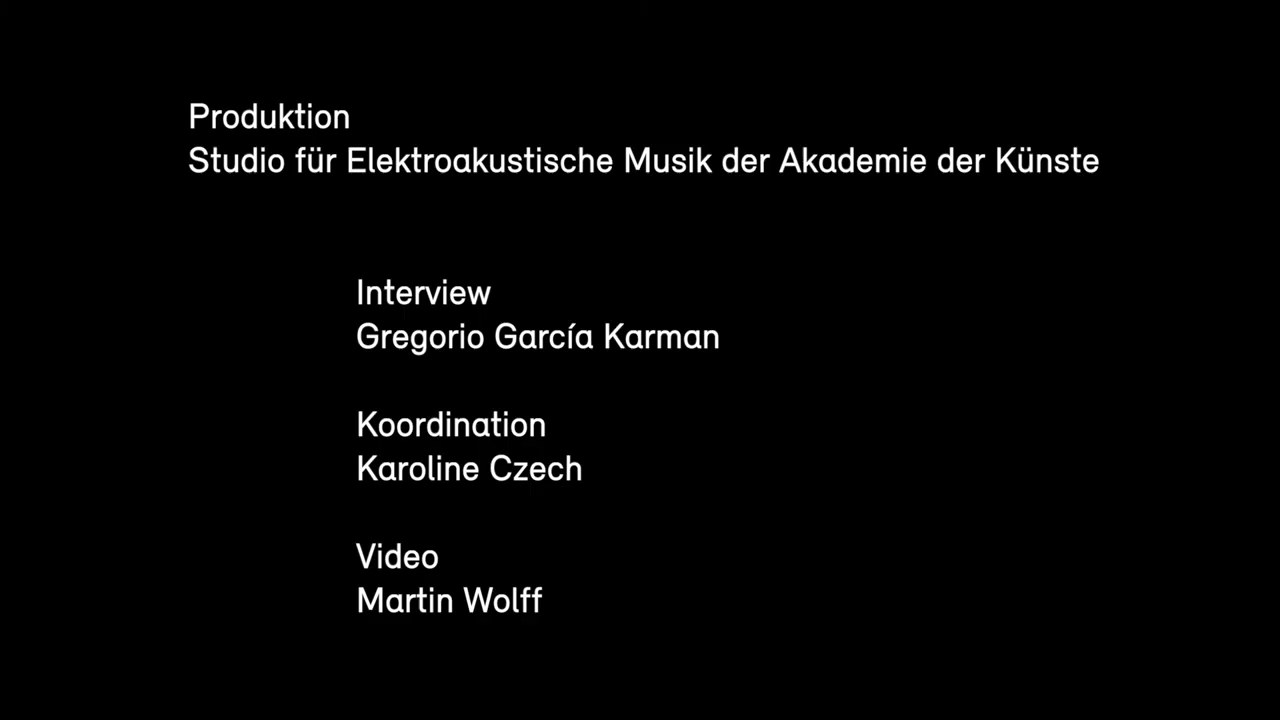 Produktion
Studio für Elektroakustische Musik der Akademie der Künste
Interview
Gregorio García Karman
Koordination
Karoline Czech
Video
Martin Wolff